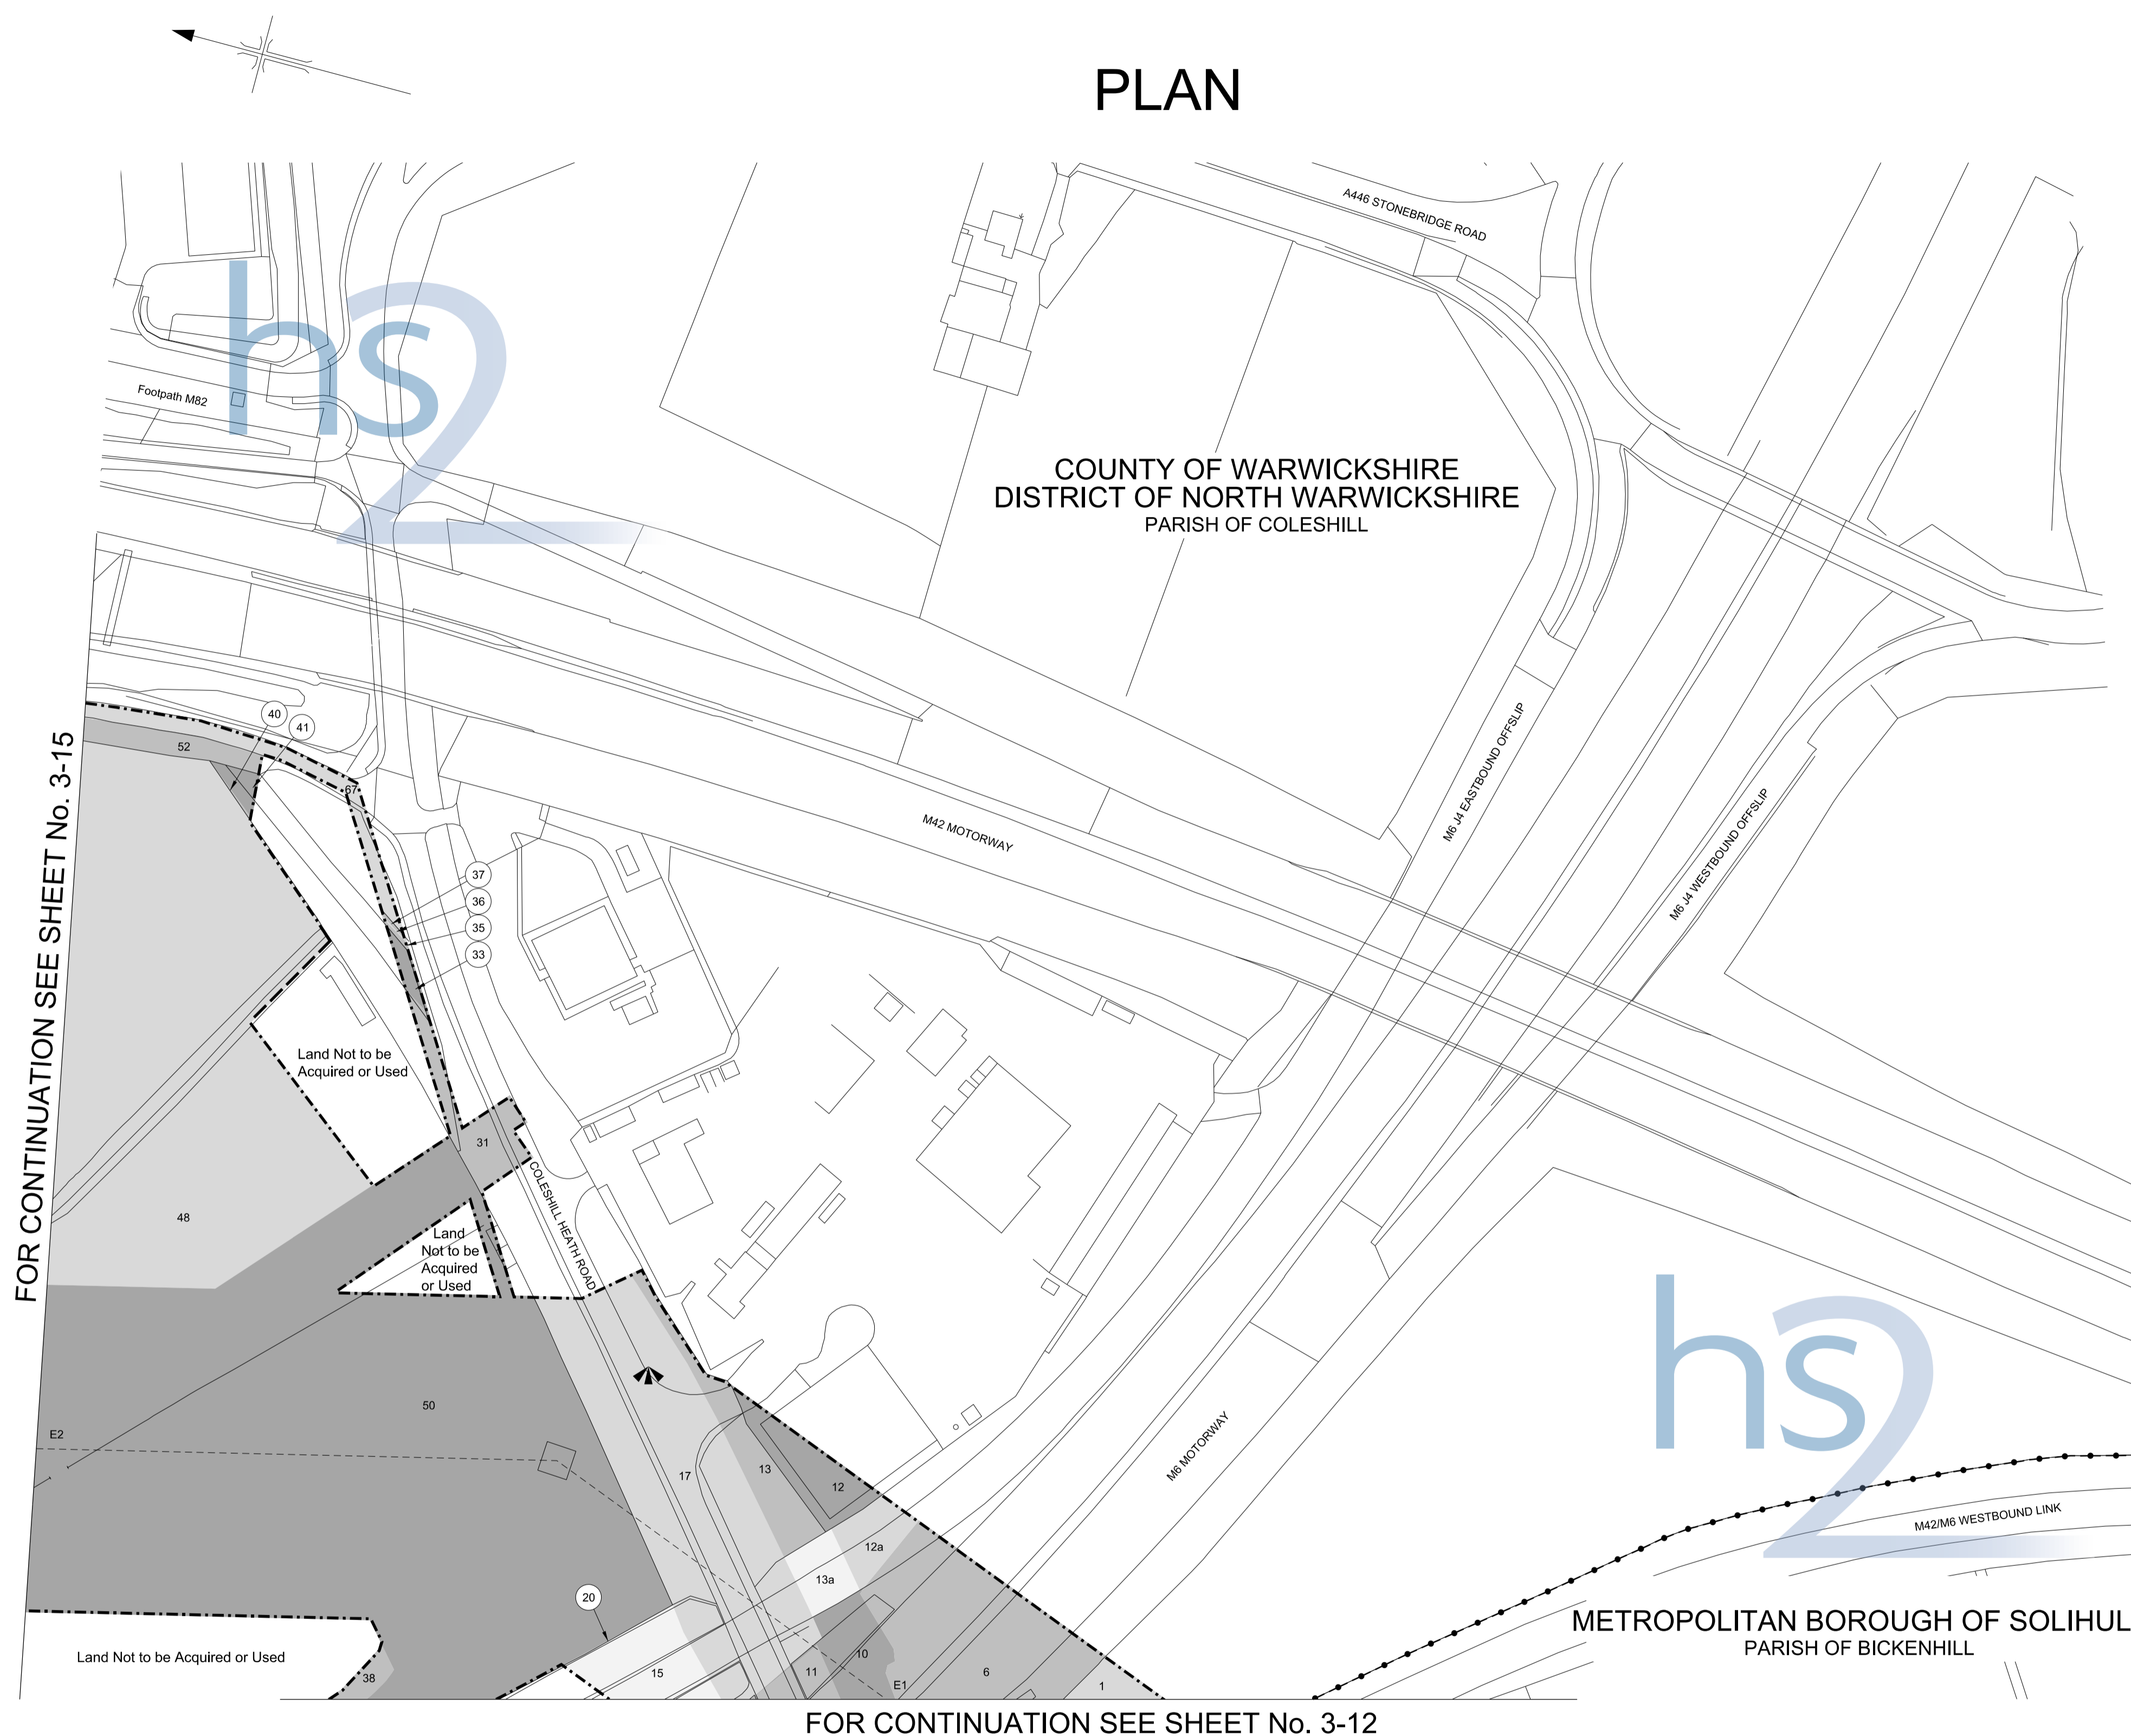 PLAN
A446 STONEBRIDGE ROAD
hs2
Footpath M82
COUNTY OF WARWICKSHIRE
DISTRICT OF NORTH WARWICKSHIRE
PARISH OF COLESHILL
40
41
52
67
M6 J4 EASTBOUND OFFSLIP
M6 J4 WESTBOUND OFFSLIP
M42 MOTORWAY
FOR CONTINUATION SEE SHEET No. 3-15
37
36
35
33
Land Not to be
Acquired or Used
31
COLESHILL HEATH ROAD
48
Land
Not to be
Acquired
or Used
50
E2
M6 MOTORWAY
hs2
17
13
12
M42/M6 WESTBOUND LINK
12a
13a
20
METROPOLITAN BOROUGH OF SOLIHUL
PARISH OF BICKENHILL
Land Not to be Acquired or Used
38
15
11
10
E1
6
1
FOR CONTINUATION SEE SHEET No. 3-12